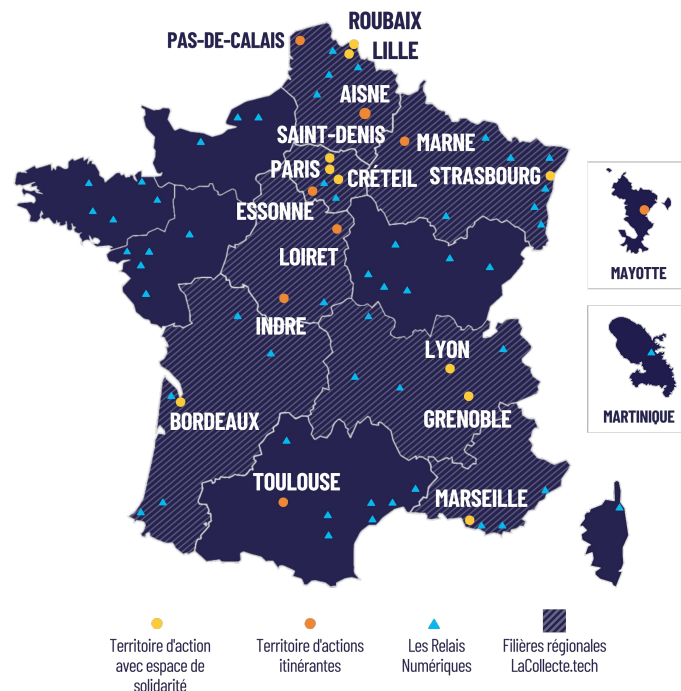 ROUBAIX
PAS-DE-CALAIS
LILLE
AISNE
SAINT-DENIS
MARNE
PARIS
CRÉTEIL
STRASBOURG
ESSONNE
LOIRET
MAYOTTE
INDRE
LYON
MARTINIQUE
BORDEAUX
GRENOBLE
TOULOUSE
MARSEILLE
Territoire d'action
avec espace de
solidarité
Territoire d'actions
itinérantes
Les Relais
Numériques
Filières régionales
LaCollecte.tech